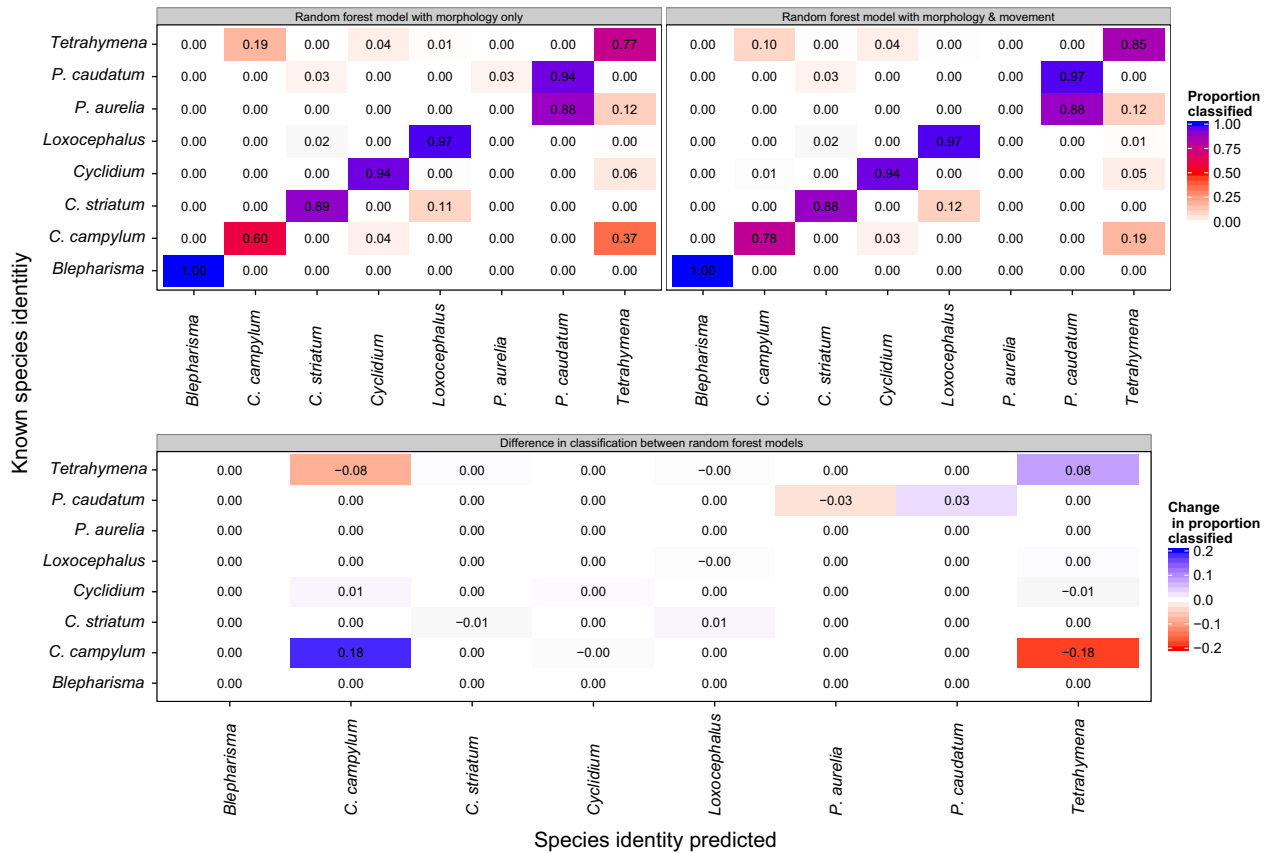 Random forest model with morphology only
Random forest model with morphology & movement
Tetrahymena 0.00 0.19 0.00 0.04 0.01 0.00 0.00 0.77 0.00 0.10 0.00 0.04 0.00 0.00 0.00 0.85
P. caudatum 0.00 0.00 0.03 0.00 0.00 0.03 0.94 0.00 0.00 0.00 0.03 0.00 0.00 0.00 0.97 0.00
P. aurelia 0.00 0.00 0.00 0.00 0.00 0.00 0.88 0.12 0.00 0.00 0.00 0.00 0.00 0.00 0.88 0.12
Loxocephalus 0.00 0.00 0.02 0.00 0.97 0.00 0.00 0.00 0.00 0.00 0.02 0.00 0.97 0.00 0.00 0.01
Cyclidium 0.00 0.00 0.00 0.94 0.00 0.00 0.00 0.06 0.00 0.01 0.00 0.94 0.00 0.00 0.00 0.05
C. striatum 0.00 0.00 0.89 0.00 0.11 0.00 0.00 0.00 0.00 0.00 0.88 0.00 0.12 0.00 0.00 0.00
C. campylum 0.00 0.60 0.00 0.04 0.00 0.00 0.00 0.37 0.00 0.78 0.00 0.03 0.00 0.00 0.00 0.19
Blepharisma 1.00 0.00 0.00 0.00 0.00 0.00 0.00 0.00 1.00 0.00 0.00 0.00 0.00 0.00 0.00 0.00
Blepharisma
C. campylum
C. striatum
Cyclidium
Loxocephalus
P. aurelia
P. caudatum
Tetrahymena
Blepharisma
C. campylum
C. striatum
Cyclidium
Loxocephalus
P. aurelia
P. caudatum
Tetrahymena
Proportion
classified
1.00
0.75
0.50
0.25
0.00
Known species identitiy
Difference in classification between random forest models
Tetrahymena 0.00 −0.08 0.00 0.00 −0.00 0.00 0.00 0.08
P. caudatum 0.00 0.00 0.00 0.00 0.00 −0.03 0.03 0.00
P. aurelia 0.00 0.00 0.00 0.00 0.00 0.00 0.00 0.00
Loxocephalus 0.00 0.00 0.00 0.00 −0.00 0.00 0.00 0.00
Cyclidium 0.00 0.01 0.00 0.00 0.00 0.00 0.00 −0.01
C. striatum 0.00 0.00 −0.01 0.00 0.01 0.00 0.00 0.00
C. campylum 0.00 0.18 0.00 −0.00 0.00 0.00 0.00 −0.18
Blepharisma 0.00 0.00 0.00 0.00 0.00 0.00 0.00 0.00
Blepharisma
C. campylum
C. striatum
Cyclidium
Loxocephalus
P. aurelia
P. caudatum
Tetrahymena
Change
in proportion
classified
0.2
0.1
0.0
−0.1
−0.2
Species identity predicted